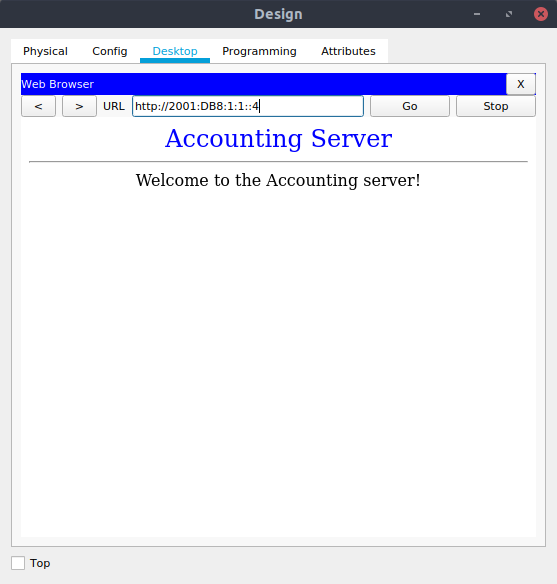 Design
Physical Config Desktop Programming Attributes
Web Browser X
< > URL http://2001:DB8:1:1::4 Go Stop
Accounting Server
Welcome to the Accounting server!
Top